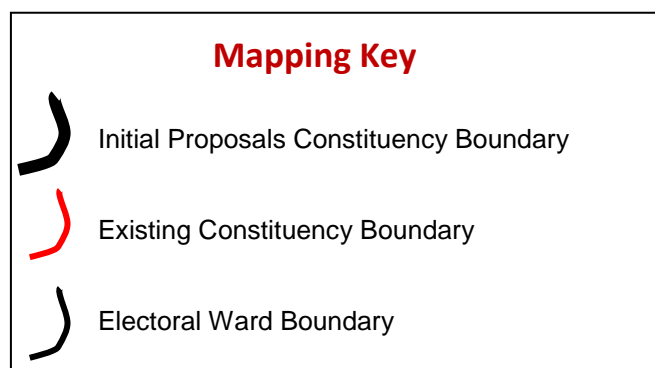 Mapping Key
Initial Proposals Constituency Boundary
Existing Constituency Boundary
Electoral Ward Boundary